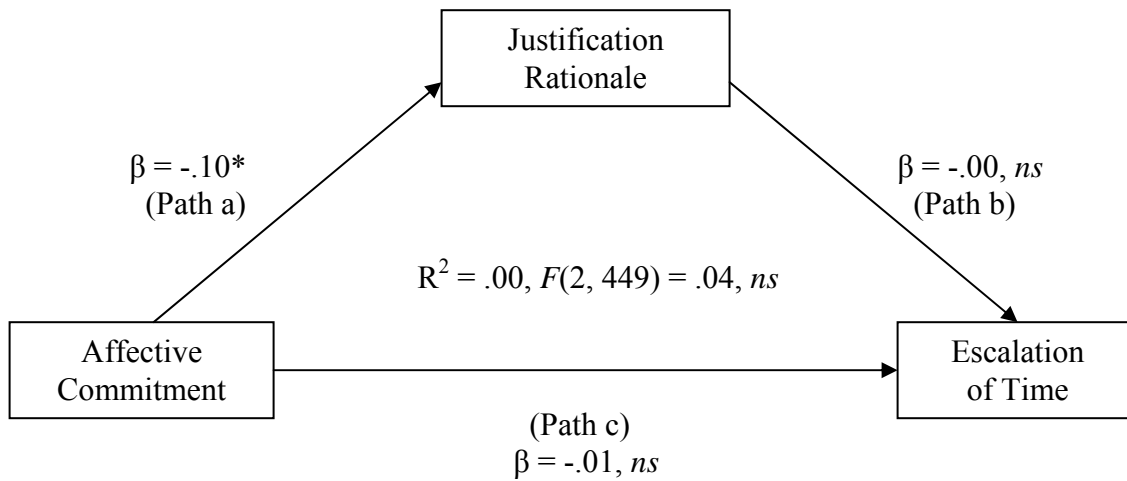 Justification
Rationale
β = -.10*
(Path a)
β = -.00, ns
(Path b)
R² = .00, F(2, 449) = .04, ns
Affective
Commitment
Escalation
of Time
(Path c)
β = -.01, ns